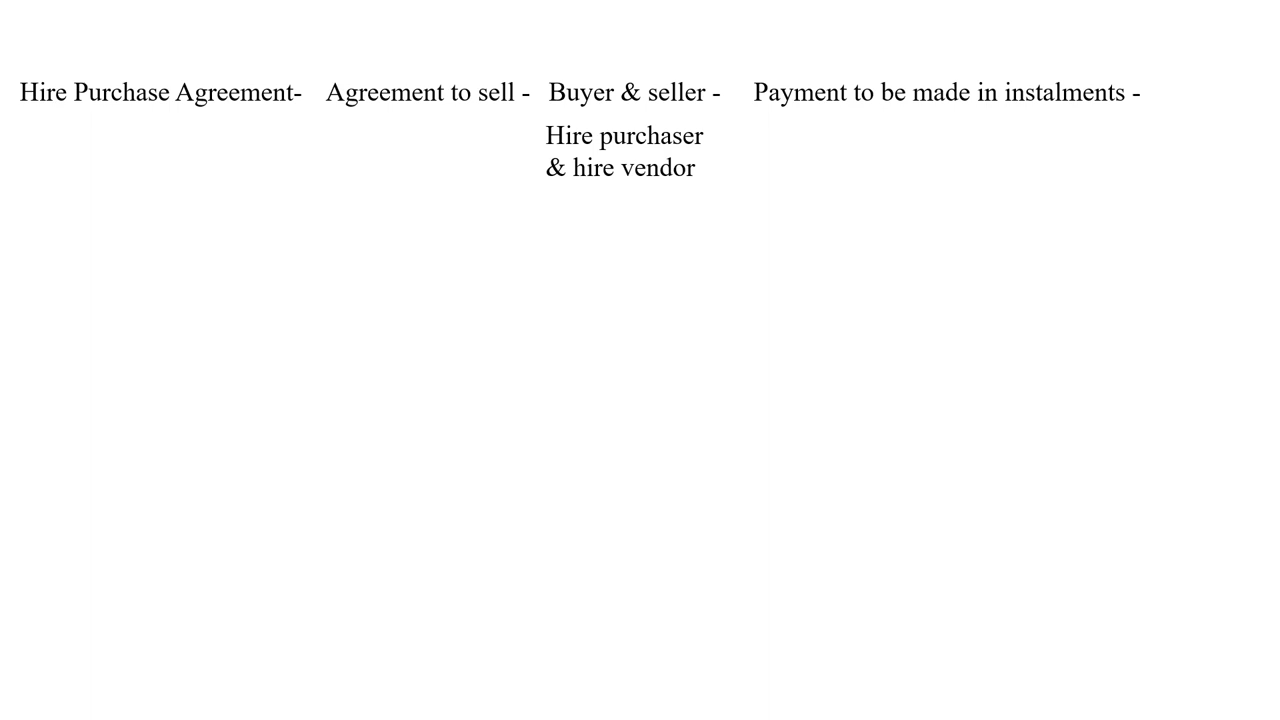 Hire Purchase Agreement- Agreement to sell - Buyer & seller - Payment to be made in instalments -
Hire purchaser
& hire vendor